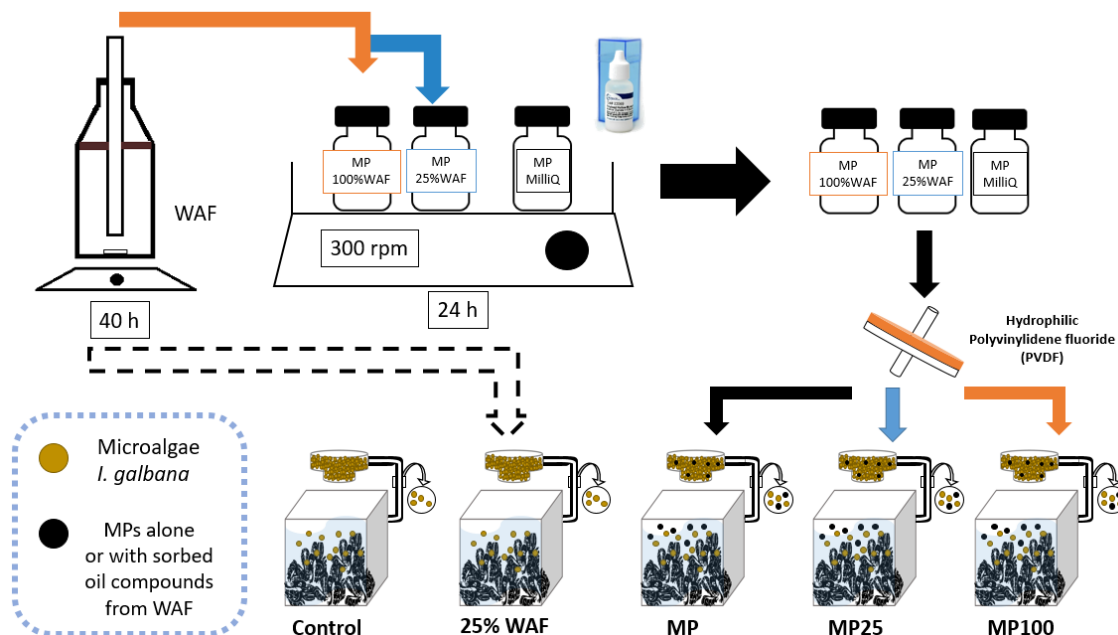 WAF
40 h
MP
100%WAF
MP
25%WAF
MP
MilliQ
300 rpm
24 h
MP
100%WAF
MP
25%WAF
MP
MilliQ
Hydrophilic
Polyvinylidene fluoride
(PVDF)
Microalgae
I. galbana
MPs alone
or with sorbed
oil compounds
from WAF
Control
25% WAF
MP
MP25
MP100